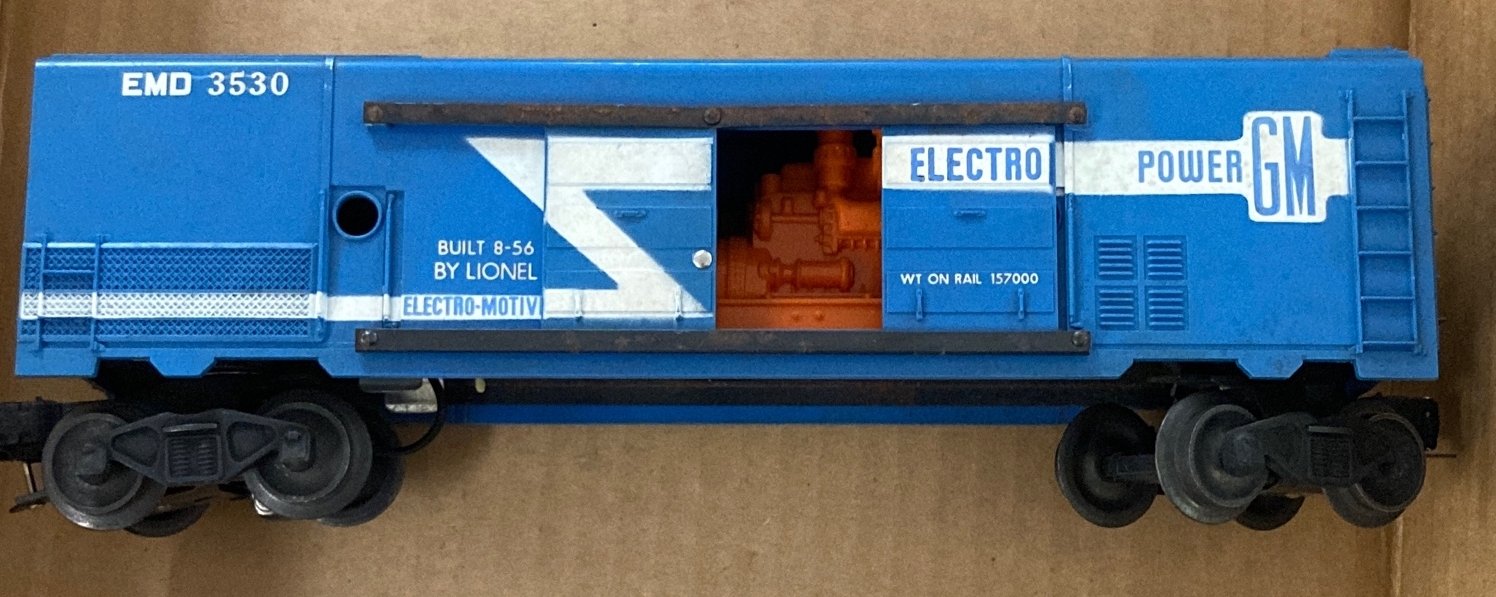 EMD 3530
ELECTRO
POWER GM
BUILT 8-56
BY LIONEL
ELECTRO-MOTIV
WT ON RAIL 157000